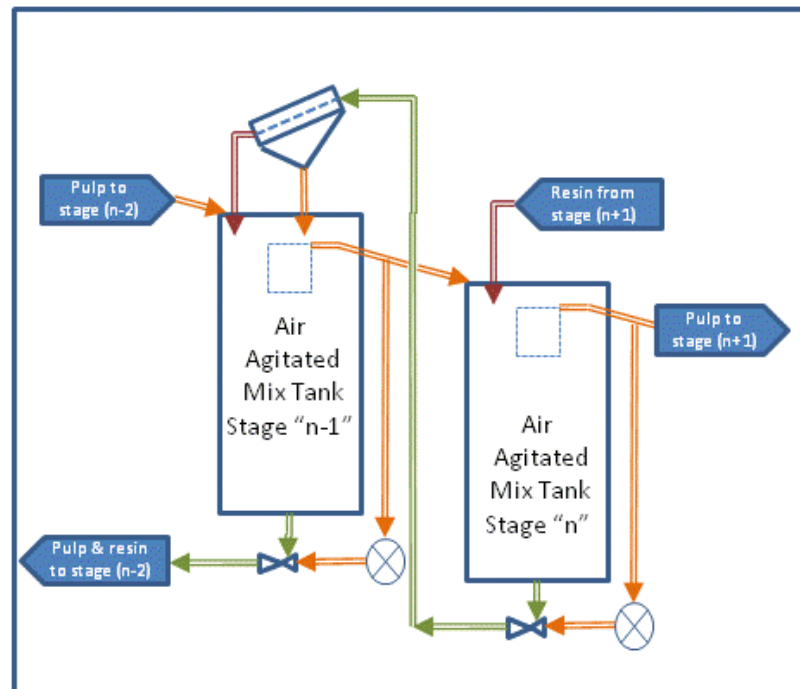 Pulp to
stage (n-2)
Resin from
stage (n+1)
Air
Agitated
Mix Tank
Stage "n-1"
Pulp to
stage (n+1)
Air
Agitated
Mix Tank
Stage "n"
Pulp & resin
to stage (n-2)